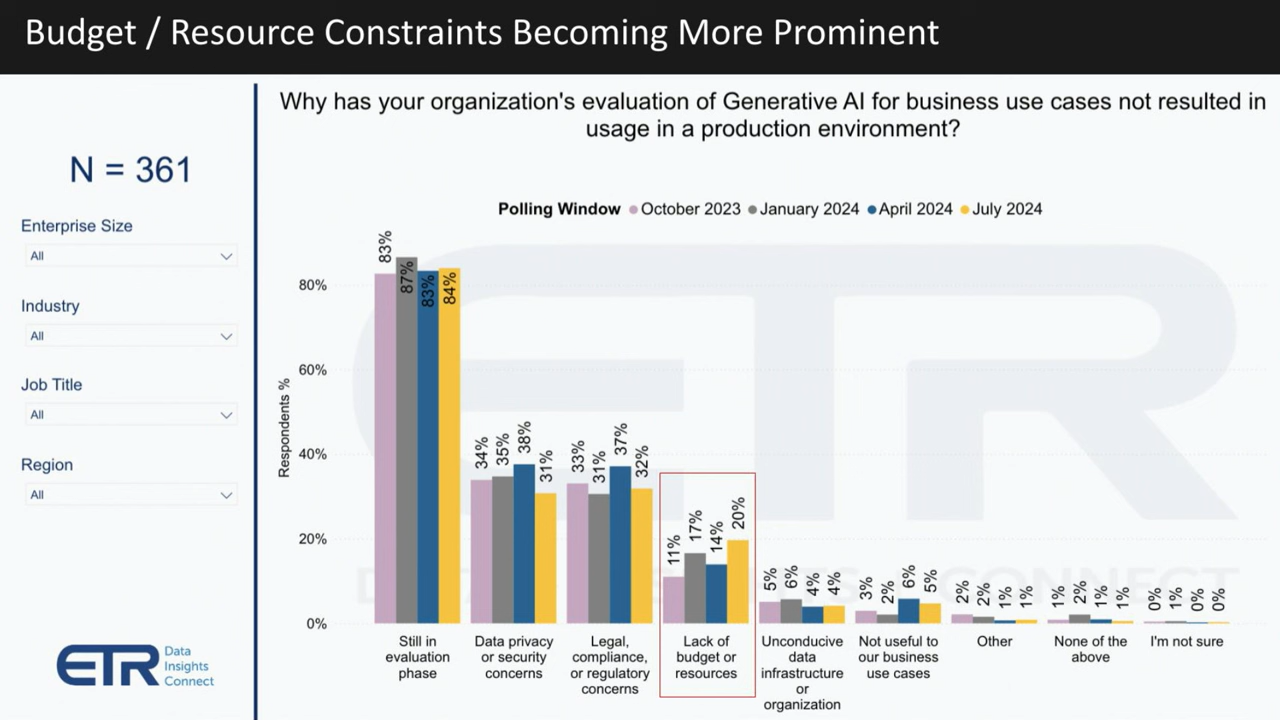 Budget / Resource Constraints Becoming More Prominent
N = 361
Enterprise Size
All
Industry
All
Job Title
All
Region
All
ETR Data
Insights
Connect
Why has your organization's evaluation of Generative AI for business use cases not resulted in
usage in a production environment?
Polling Window October 2023 January 2024 April 2024 July 2024
Respondents %
80%
60%
40%
20%
0%
83% 87% 83% 84%
34% 35% 38% 31%
33% 31% 37% 32%
11% 17% 14% 20%
5% 6% 4% 4%
3% 2% 6% 5%
2% 2% 1% 1%
1% 2% 1% 1%
0% 1% 0% 0%
Still in
evaluation
phase
Data privacy
or security
concerns
Legal,
compliance,
or regulatory
concerns
Lack of
budget or
resources
Unconducive
data
infrastructure
or
organization
Not useful to
our business
use cases
Other
None of the
above
I'm not sure
ETR